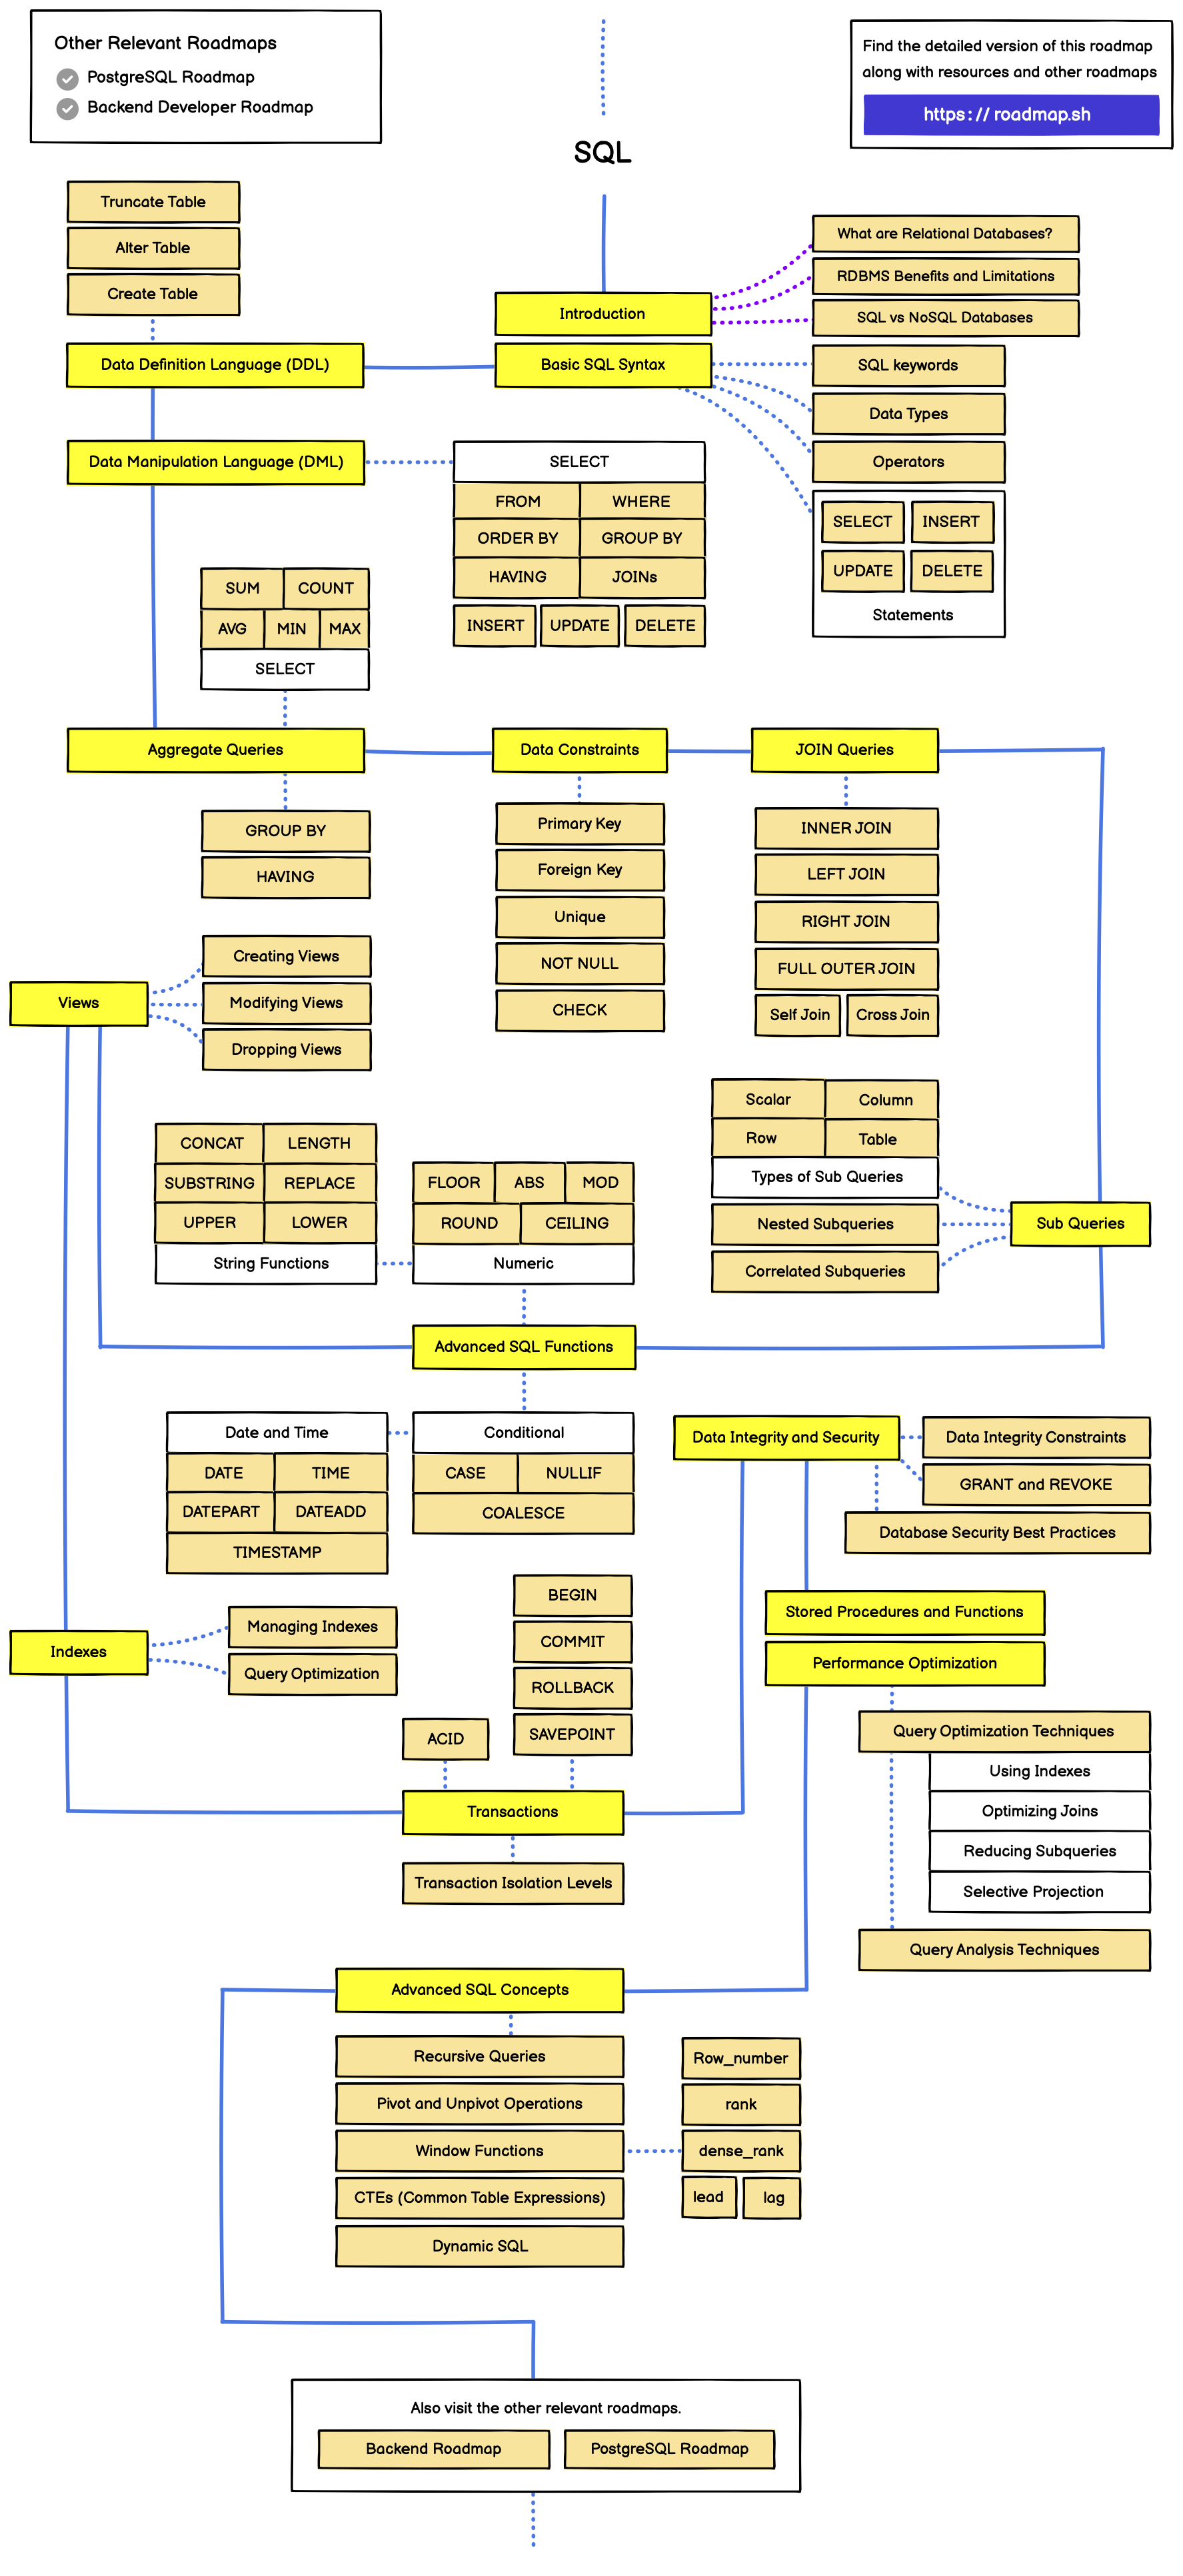 Other Relevant Roadmaps
PostgreSQL Roadmap
Backend Developer Roadmap
Find the detailed version of this roadmap
along with resources and other roadmaps
https://roadmap.sh
SQL
Truncate Table
Alter Table
Create Table
What are Relational Databases?
RDBMS Benefits and Limitations
SQL vs NoSQL Databases
Introduction
Data Definition Language (DDL)
Basic SQL Syntax
SQL keywords
Data Types
Operators
SELECT INSERT
UPDATE DELETE
Statements
Data Manipulation Language (DML)
SELECT
FROM WHERE
ORDER BY GROUP BY
HAVING JOINs
INSERT UPDATE DELETE
SUM COUNT
AVG MIN MAX
SELECT
Aggregate Queries
GROUP BY
HAVING
Data Constraints
Primary Key
Foreign Key
Unique
NOT NULL
CHECK
JOIN Queries
INNER JOIN
LEFT JOIN
RIGHT JOIN
FULL OUTER JOIN
Self Join Cross Join
Views
Creating Views
Modifying Views
Dropping Views
Scalar Column
Row Table
Types of Sub Queries
Nested Subqueries
Correlated Subqueries
Sub Queries
CONCAT LENGTH
SUBSTRING REPLACE
UPPER LOWER
String Functions
FLOOR ABS MOD
ROUND CEILING
Numeric
Advanced SQL Functions
Date and Time
DATE TIME
DATEPART DATEADD
TIMESTAMP
Conditional
CASE NULLIF
COALESCE
Data Integrity and Security
Data Integrity Constraints
GRANT and REVOKE
Database Security Best Practices
Indexes
Managing Indexes
Query Optimization
BEGIN
COMMIT
ROLLBACK
SAVEPOINT
ACID
Transactions
Transaction Isolation Levels
Stored Procedures and Functions
Performance Optimization
Query Optimization Techniques
Using Indexes
Optimizing Joins
Reducing Subqueries
Selective Projection
Query Analysis Techniques
Advanced SQL Concepts
Recursive Queries
Pivot and Unpivot Operations
Window Functions
CTEs (Common Table Expressions)
Dynamic SQL
Row_number
rank
dense_rank
lead lag
Also visit the other relevant roadmaps.
Backend Roadmap PostgreSQL Roadmap